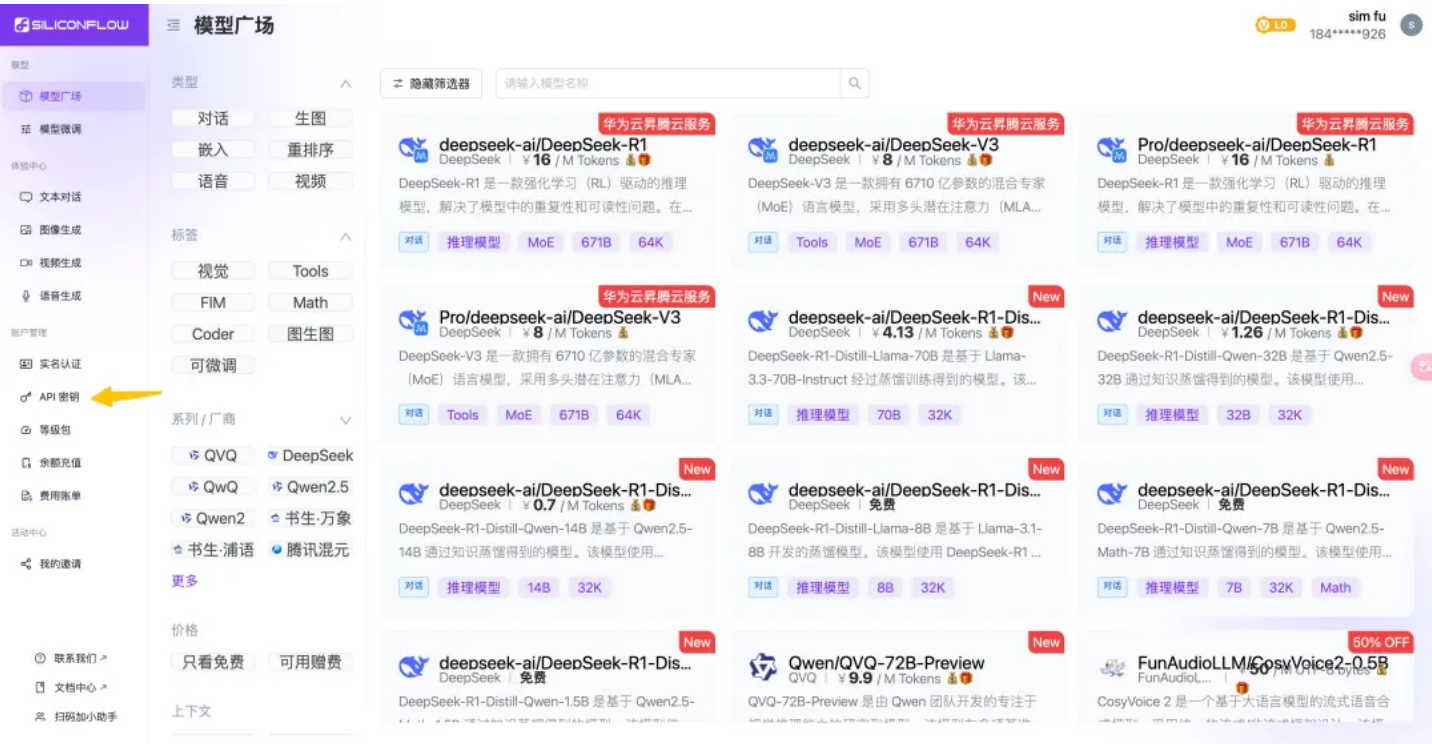 SILICONFLOW
模型广场
L0
sim fu
184*****926
S
模型
模型广场
模型微调
体验中心
文本对话
图像生成
视频生成
语音生成
账户管理
实名认证
API 密钥
等级包
余额充值
费用账单
活动中心
我的邀请
联系我们
文档中心
扫码加小助手
类型
对话 生图
嵌入 重排序
语音 视频
标签
视觉 Tools
FIM Math
Coder 图生图
可微调
系列 / 厂商
QVQ DeepSeek
QwQ Qwen2.5
Qwen2 书生·万象
书生·浦语 腾讯混元
更多
价格
只看免费 可用赠费
上下文
隐藏筛选器 请输入模型名称
华为云昇腾云服务
deepseek-ai/DeepSeek-R1
DeepSeek ￥16 / M Tokens
DeepSeek-R1 是一款强化学习（RL）驱动的推理
模型，解决了模型中的重复性和可读性问题。在...
对话 推理模型 MoE 671B 64K
华为云昇腾云服务
deepseek-ai/DeepSeek-V3
DeepSeek ￥8 / M Tokens
DeepSeek-V3 是一款拥有 6710 亿参数的混合专家
（MoE）语言模型，采用多头潜在注意力（MLA...
对话 Tools MoE 671B 64K
华为云昇腾云服务
Pro/deepseek-ai/DeepSeek-R1
DeepSeek ￥16 / M Tokens
DeepSeek-R1 是一款强化学习（RL）驱动的推理
模型，解决了模型中的重复性和可读性问题。在...
对话 推理模型 MoE 671B 64K
华为云昇腾云服务
Pro/deepseek-ai/DeepSeek-V3
DeepSeek ￥8 / M Tokens
DeepSeek-V3 是一款拥有 6710 亿参数的混合专家
（MoE）语言模型，采用多头潜在注意力（MLA...
对话 Tools MoE 671B 64K
New
deepseek-ai/DeepSeek-R1-Dis...
DeepSeek ￥4.13 / M Tokens
DeepSeek-R1-Distill-Llama-70B 是基于 Llama-
3.3-70B-Instruct 经过蒸馏训练得到的模型。该...
对话 推理模型 70B 32K
New
deepseek-ai/DeepSeek-R1-Dis...
DeepSeek ￥1.26 / M Tokens
DeepSeek-R1-Distill-Qwen-32B 是基于 Qwen2.5-
32B 通过知识蒸馏得到的模型。该模型使用...
对话 推理模型 32B 32K
New
deepseek-ai/DeepSeek-R1-Dis...
DeepSeek ￥0.7 / M Tokens
DeepSeek-R1-Distill-Qwen-14B 是基于 Qwen2.5-
14B 通过知识蒸馏得到的模型。该模型使用...
对话 推理模型 14B 32K
New
deepseek-ai/DeepSeek-R1-Dis...
DeepSeek 免费
DeepSeek-R1-Distill-Llama-8B 是基于 Llama-3.1-
8B 开发的蒸馏模型。该模型使用 DeepSeek-R1 ...
对话 推理模型 8B 32K
New
deepseek-ai/DeepSeek-R1-Dis...
DeepSeek 免费
DeepSeek-R1-Distill-Qwen-7B 是基于 Qwen2.5-
Math-7B 通过知识蒸馏得到的模型。该模型使用...
对话 推理模型 7B 32K Math
New
deepseek-ai/DeepSeek-R1-Dis...
DeepSeek 免费
DeepSeek-R1-Distill-Qwen-1.5B 是基于 Qwen2.5-
New
Qwen/QVQ-72B-Preview
QVQ ￥9.9 / M Tokens
QVQ-72B-Preview 是由 Qwen 团队开发的专注于
50% OFF
FunAudioLLM/CosyVoice2-0.5B
FunAudioL... ￥50 / M UTF-8 bytes
CosyVoice 2 是一个基于大语言模型的流式语音合